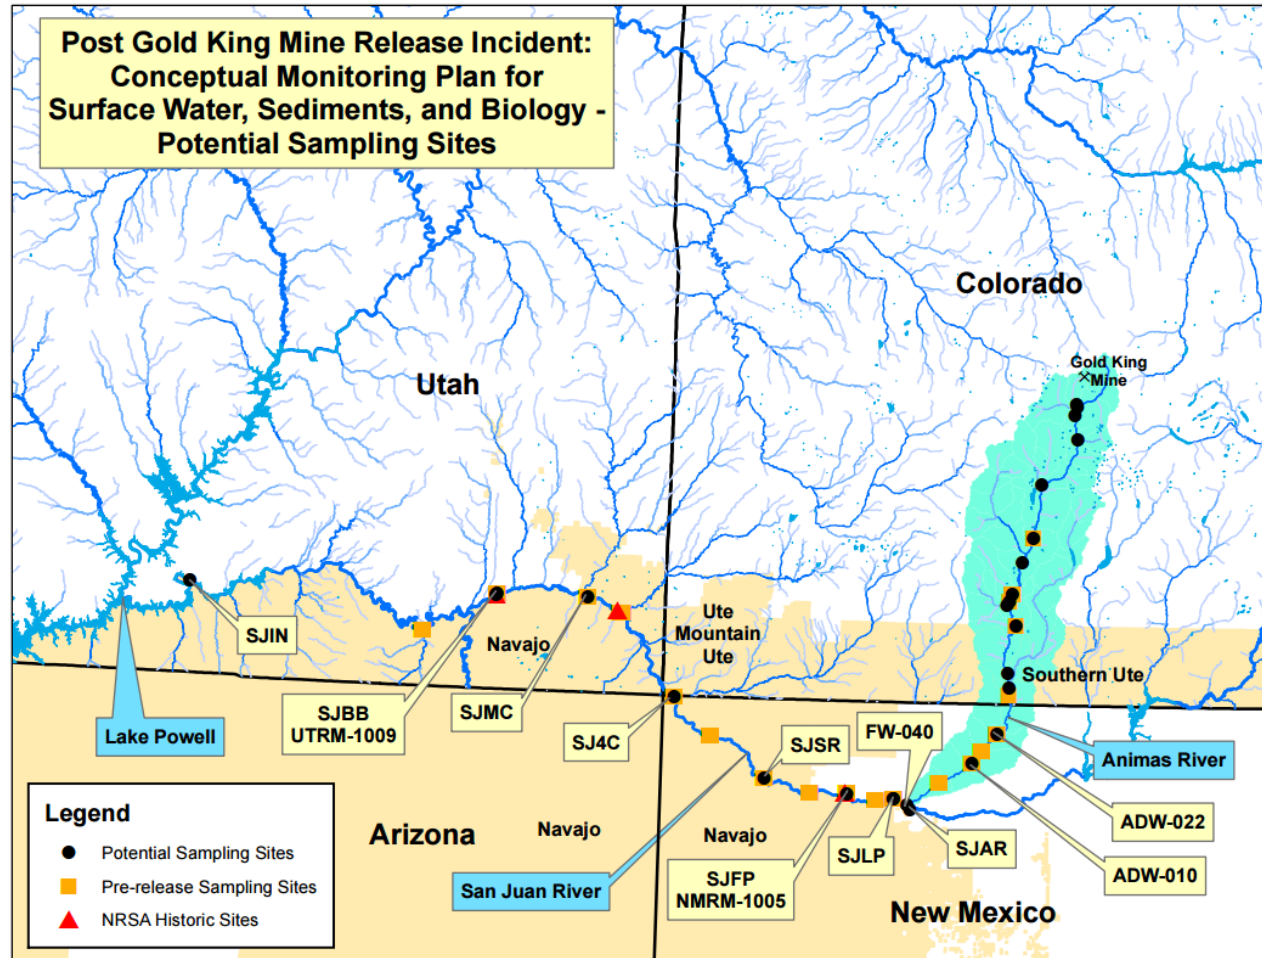 Post Gold King Mine Release Incident:
Conceptual Monitoring Plan for
Surface Water, Sediments, and Biology -
Potential Sampling Sites
Colorado
Gold King
Mine
Utah
SJIN
Navajo
Ute
Mountain
Ute
Southern Ute
Lake Powell
SJBB
UTRM-1009
SJMC
SJ4C
SJSR
FW-040
Animas River
ADW-022
ADW-010
SJAR
SJLP
Arizona
Navajo
Navajo
San Juan River
SJFP
NMRM-1005
New Mexico
Legend
Potential Sampling Sites
Pre-release Sampling Sites
NRSA Historic Sites